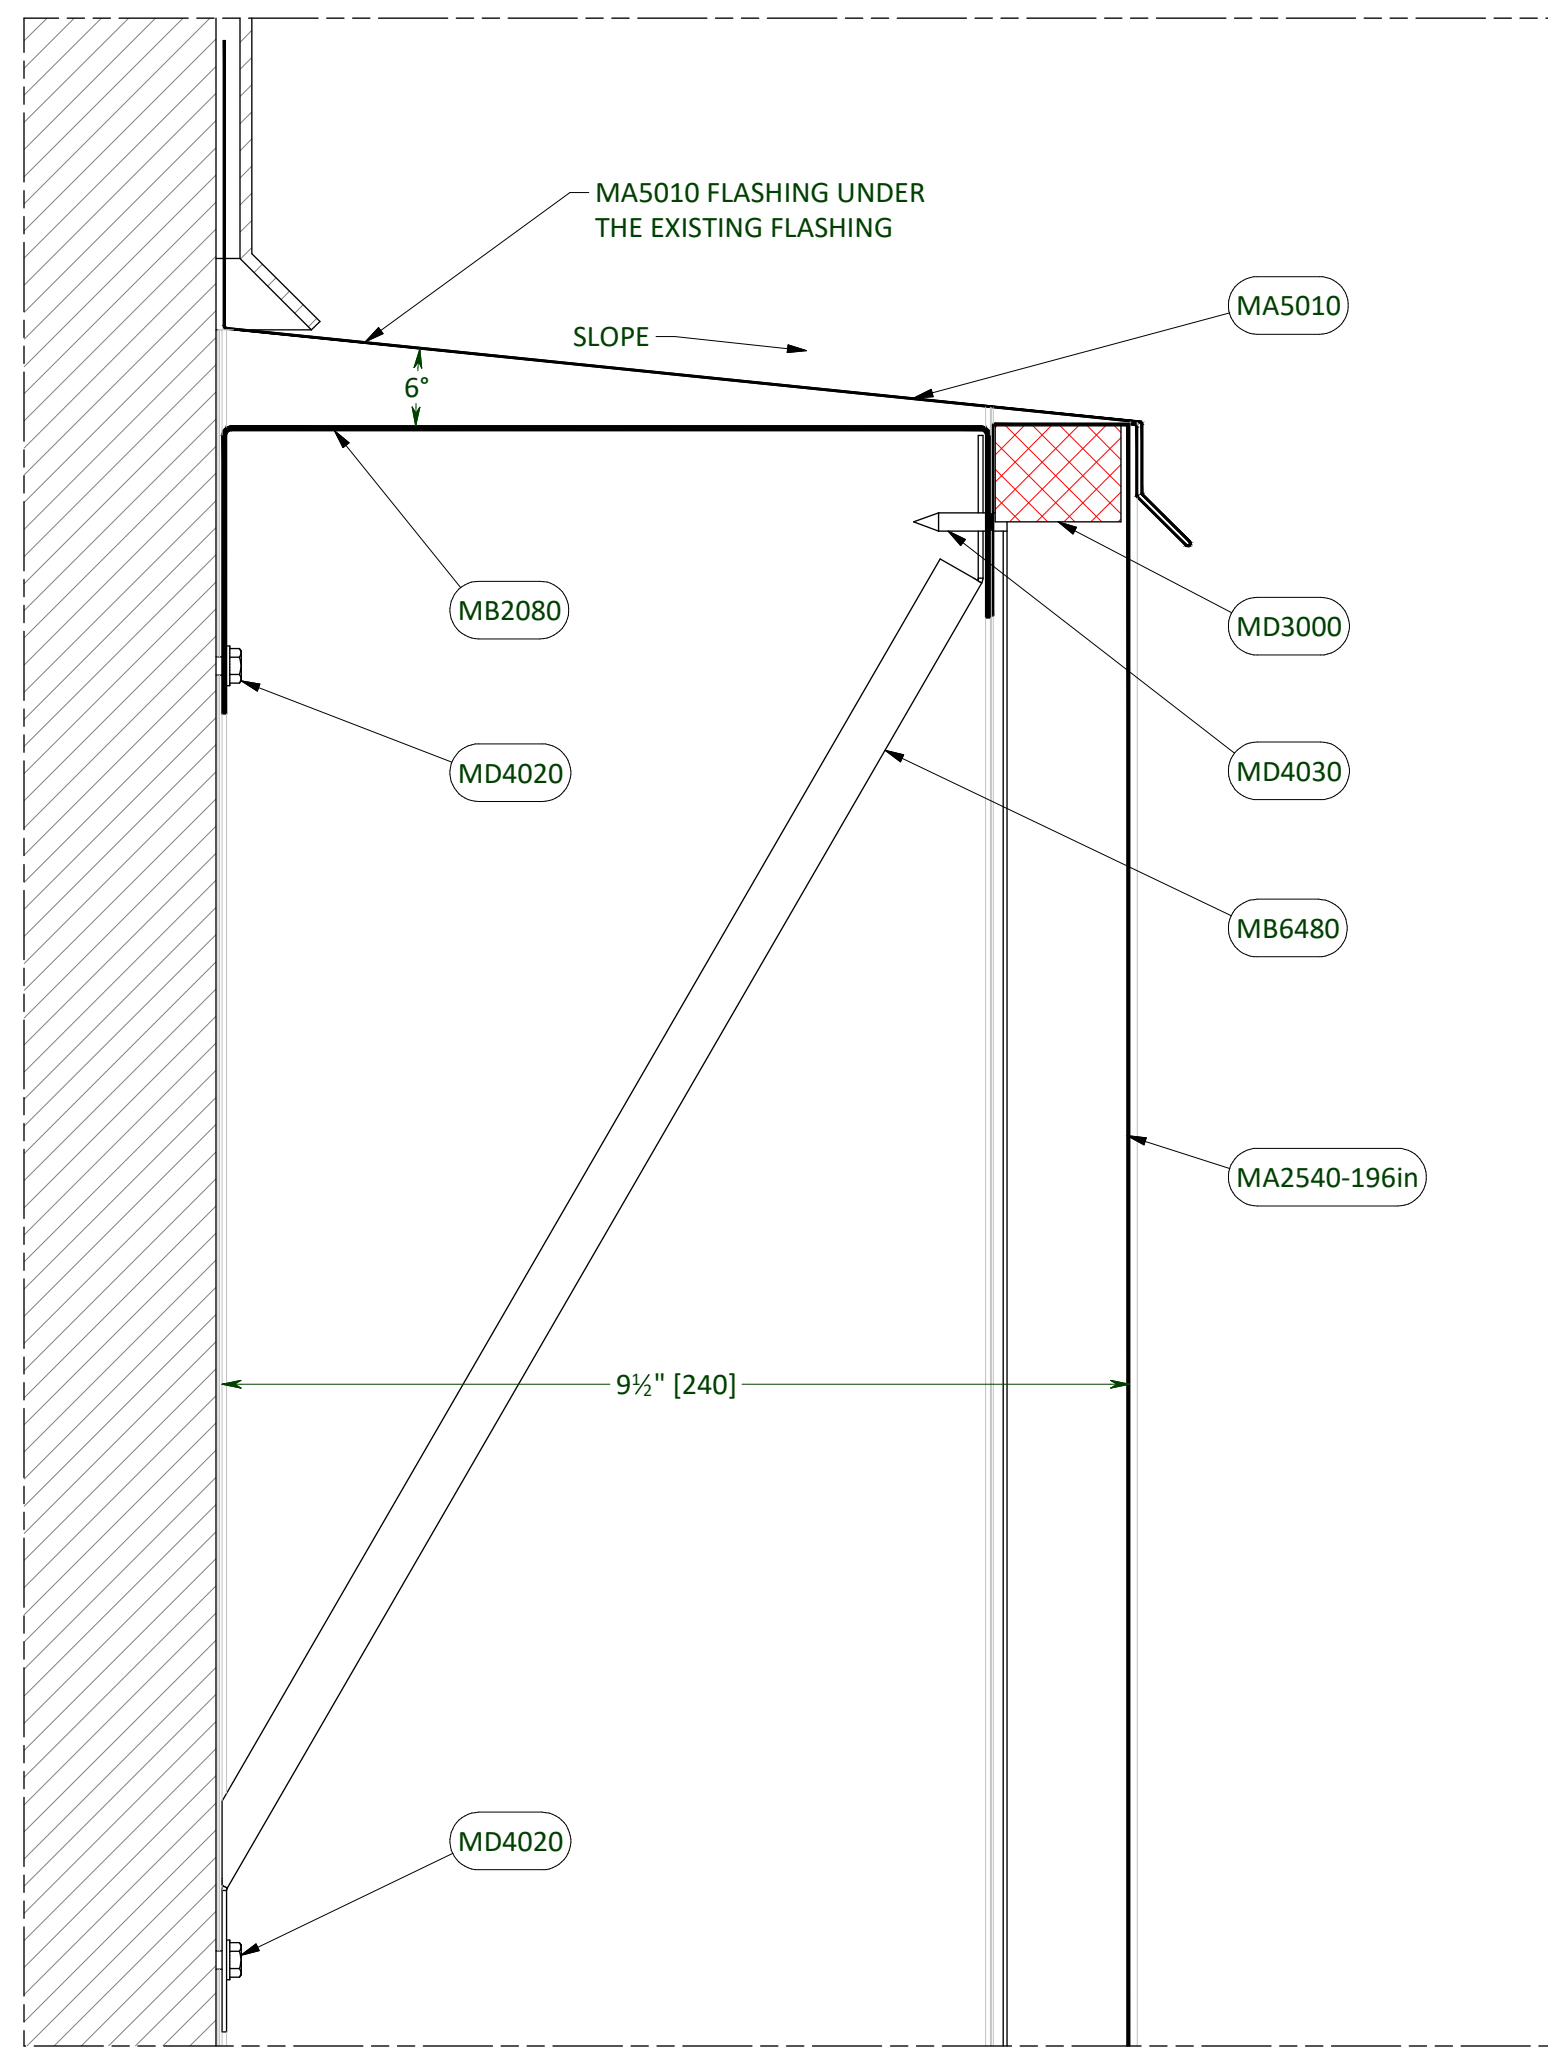 MA5010 FLASHING UNDER
THE EXISTING FLASHING
MA5010
SLOPE
6°
MB2080
MD3000
MD4020
MD4030
MB6480
MA2540-196in
9½" [240]
MD4020